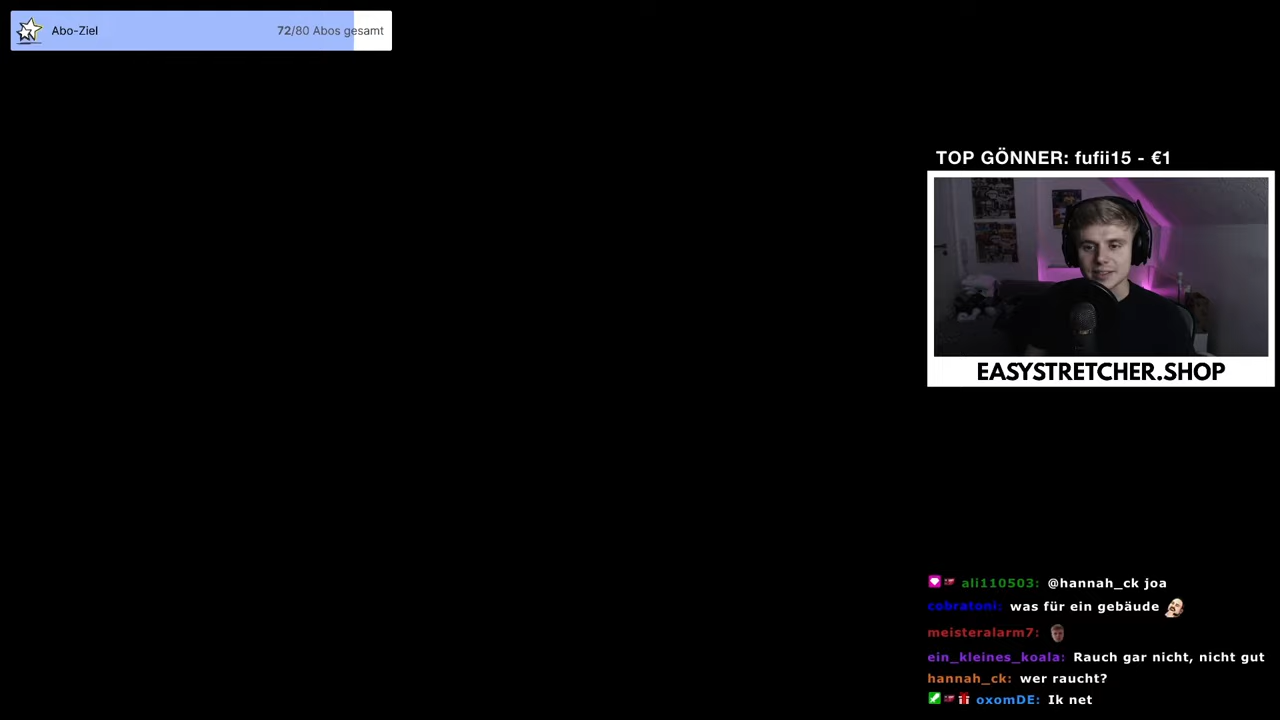 Abo-Ziel 72/80 Abos gesamt
TOP GÖNNER: fufii15 - €1
EASYSTRETCHER.SHOP
ali110503: @hannah_ck joa
cobratoni: was für ein gebäude
meisteralarm7:
ein_kleines_koala: Rauch gar nicht, nicht gut
hannah_ck: wer raucht?
oxomDE: Ik net